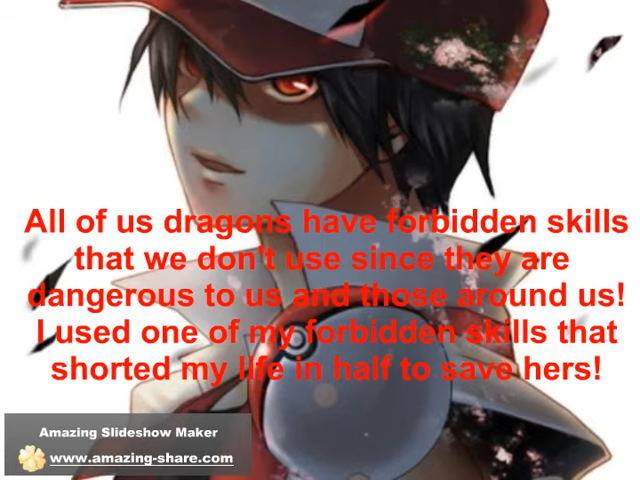 All of us dragons have forbidden skills
that we don't use since they are
dangerous to us and those around us!
I used one of my forbidden skills that
shorted my life in half to save hers!
Amazing Slideshow Maker
www.amazing-share.com